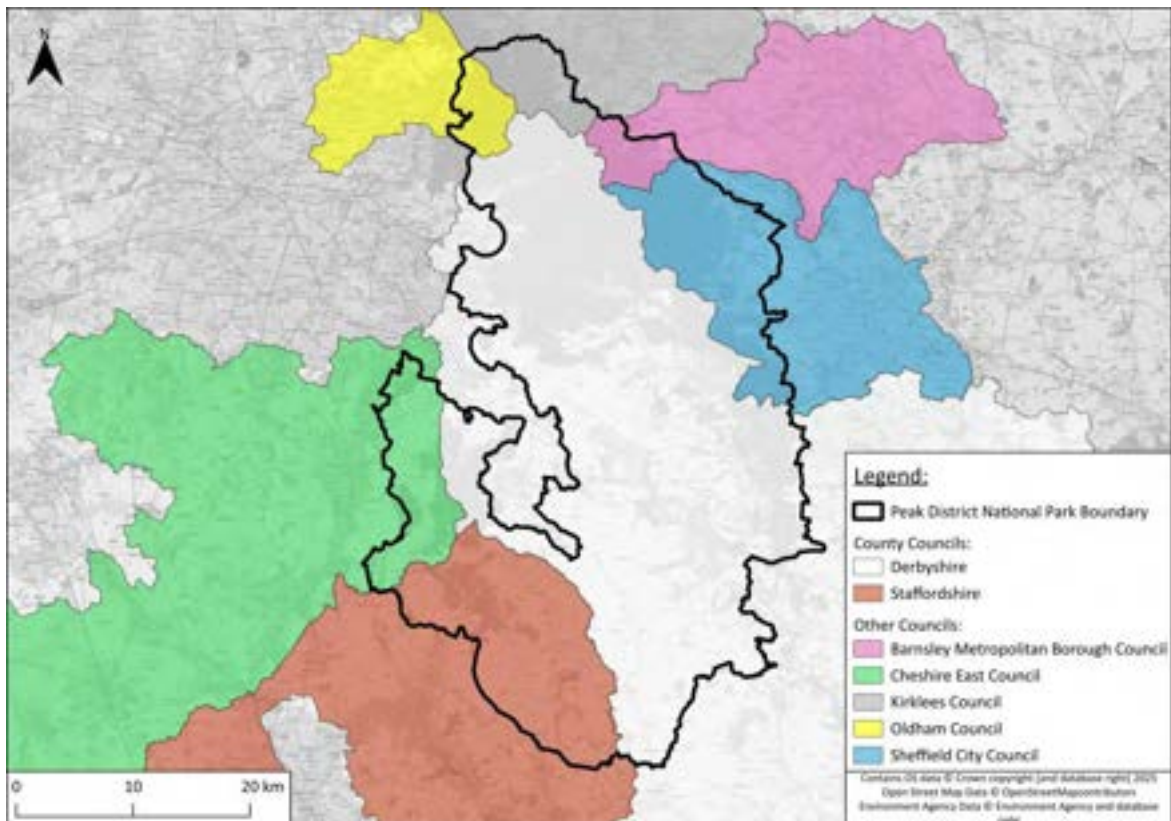 N
Legend:
Peak District National Park Boundary
County Councils:
Derbyshire
Staffordshire
Other Councils:
Barnsley Metropolitan Borough Council
Cheshire East Council
Kirklees Council
Oldham Council
Sheffield City Council
0 10 20 km
Contains OS data © Crown copyright [and database right] 2025
Open Street Map Data © OpenStreetMapcontributors
Environment Agency Data © Environment Agency and database